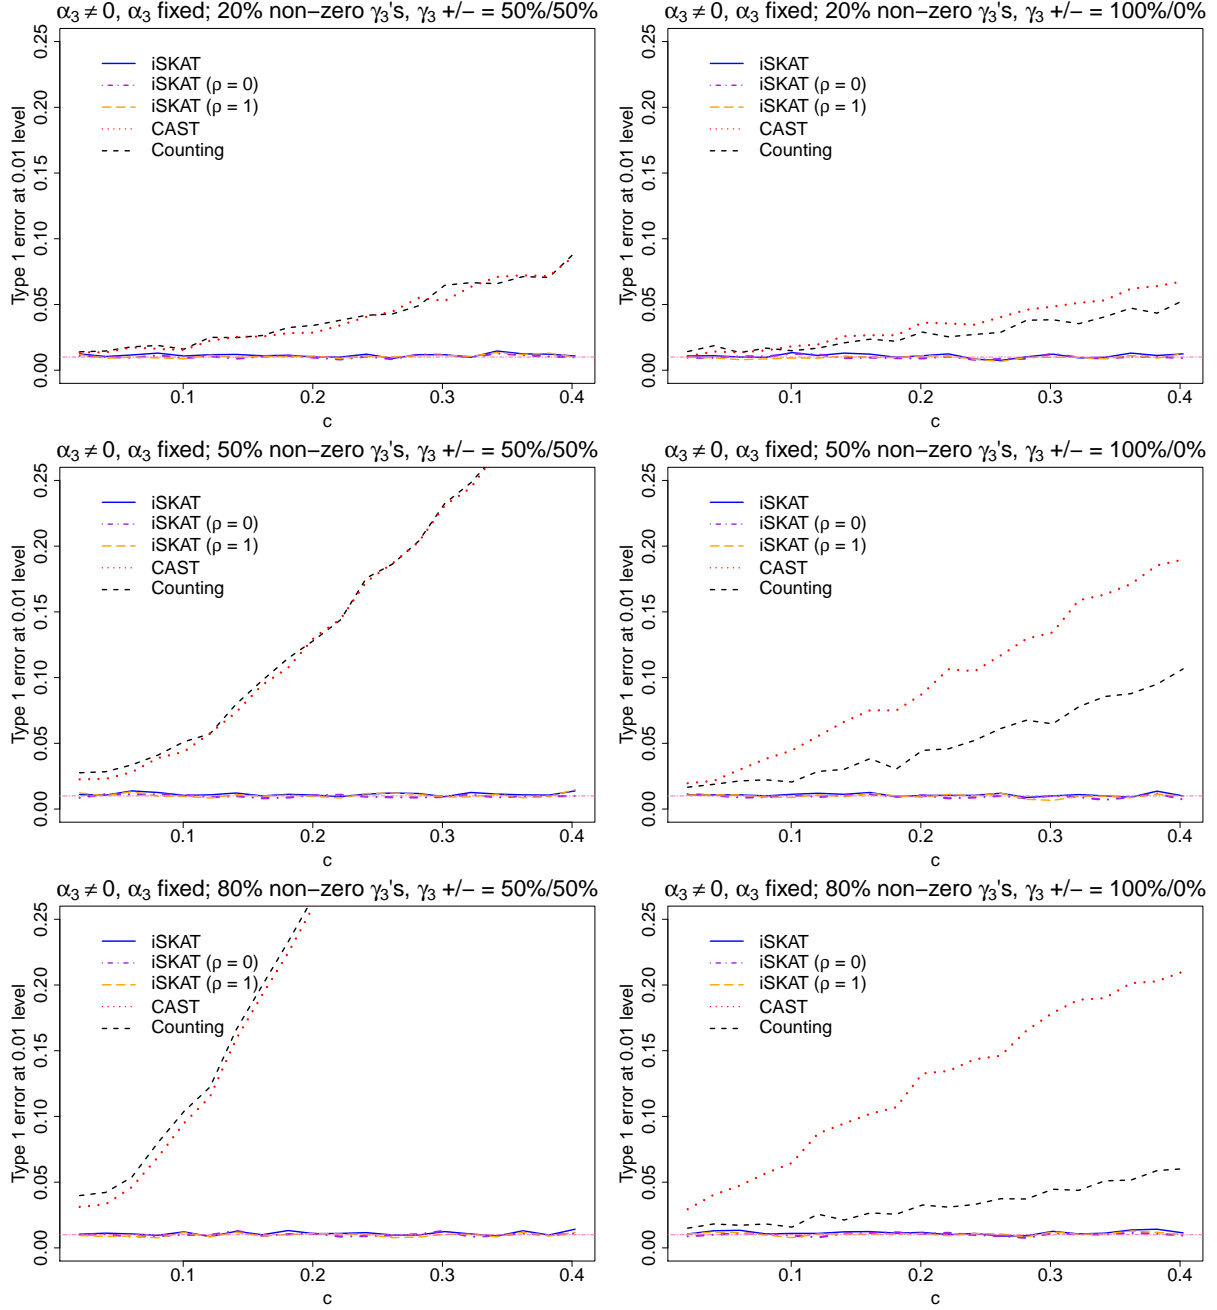 α₃ ≠ 0, α₃ fixed; 20% non−zero γ₃'s, γ₃ +/− = 50%/50%
Type 1 error at 0.01 level
0.00 0.05 0.10 0.15 0.20 0.25
iSKAT
iSKAT (ρ = 0)
iSKAT (ρ = 1)
CAST
Counting
0.1 0.2 0.3 0.4
c
α₃ ≠ 0, α₃ fixed; 20% non−zero γ₃'s, γ₃ +/− = 100%/0%
Type 1 error at 0.01 level
0.00 0.05 0.10 0.15 0.20 0.25
iSKAT
iSKAT (ρ = 0)
iSKAT (ρ = 1)
CAST
Counting
0.1 0.2 0.3 0.4
c
α₃ ≠ 0, α₃ fixed; 50% non−zero γ₃'s, γ₃ +/− = 50%/50%
Type 1 error at 0.01 level
0.00 0.05 0.10 0.15 0.20 0.25
iSKAT
iSKAT (ρ = 0)
iSKAT (ρ = 1)
CAST
Counting
0.1 0.2 0.3 0.4
c
α₃ ≠ 0, α₃ fixed; 50% non−zero γ₃'s, γ₃ +/− = 100%/0%
Type 1 error at 0.01 level
0.00 0.05 0.10 0.15 0.20 0.25
iSKAT
iSKAT (ρ = 0)
iSKAT (ρ = 1)
CAST
Counting
0.1 0.2 0.3 0.4
c
α₃ ≠ 0, α₃ fixed; 80% non−zero γ₃'s, γ₃ +/− = 50%/50%
Type 1 error at 0.01 level
0.00 0.05 0.10 0.15 0.20 0.25
iSKAT
iSKAT (ρ = 0)
iSKAT (ρ = 1)
CAST
Counting
0.1 0.2 0.3 0.4
c
α₃ ≠ 0, α₃ fixed; 80% non−zero γ₃'s, γ₃ +/− = 100%/0%
Type 1 error at 0.01 level
0.00 0.05 0.10 0.15 0.20 0.25
iSKAT
iSKAT (ρ = 0)
iSKAT (ρ = 1)
CAST
Counting
0.1 0.2 0.3 0.4
c